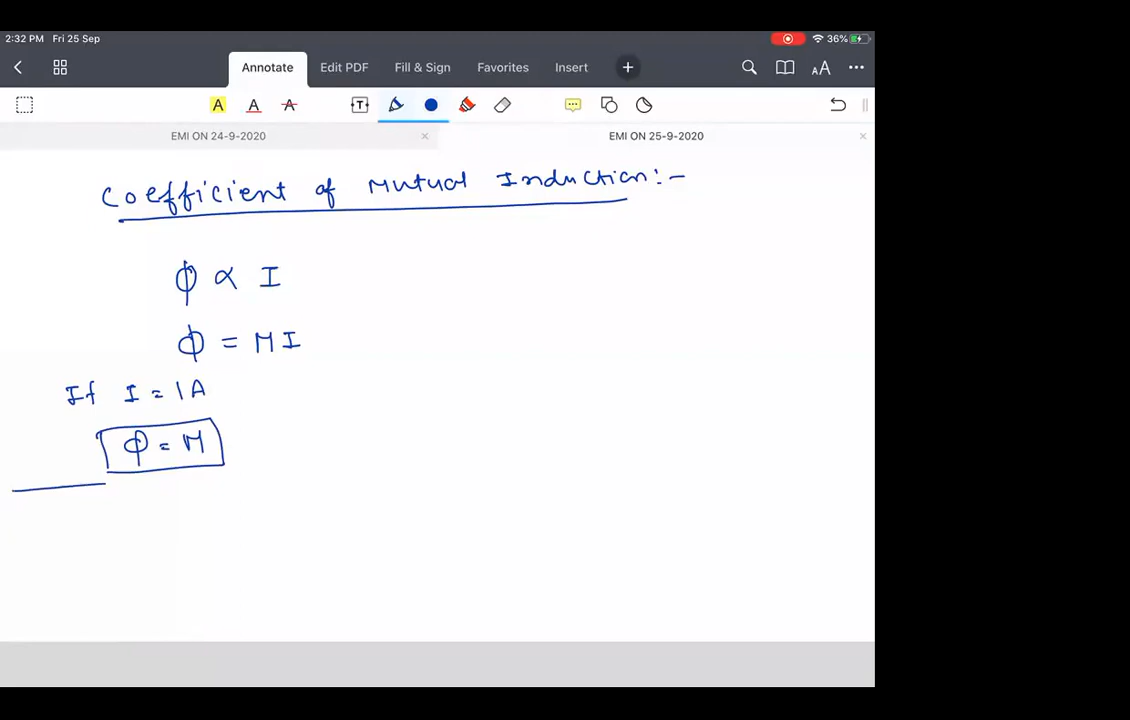 2:32 PM Fri 25 Sep 36%
Annotate Edit PDF Fill & Sign Favorites Insert + AA
A A A T
EMI ON 24-9-2020 × EMI ON 25-9-2020 ×
Coefficient of Mutual Induction:-
ϕ ∝ I
ϕ = MI
If I = 1A
ϕ = M